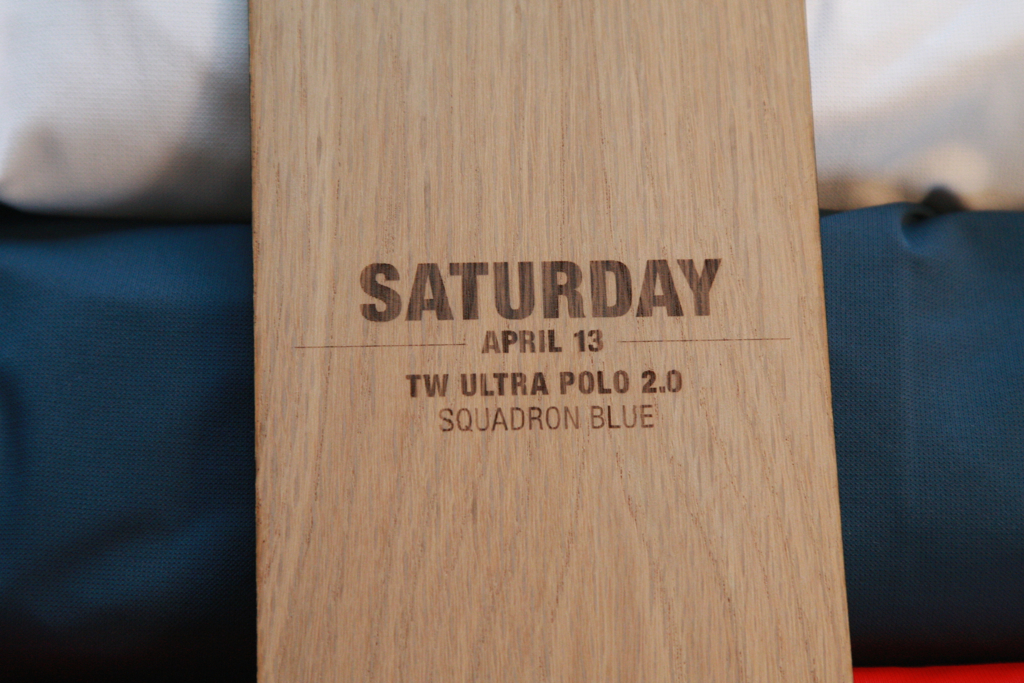 SATURDAY
APRIL 13
TW ULTRA POLO 2.0
SQUADRON BLUE